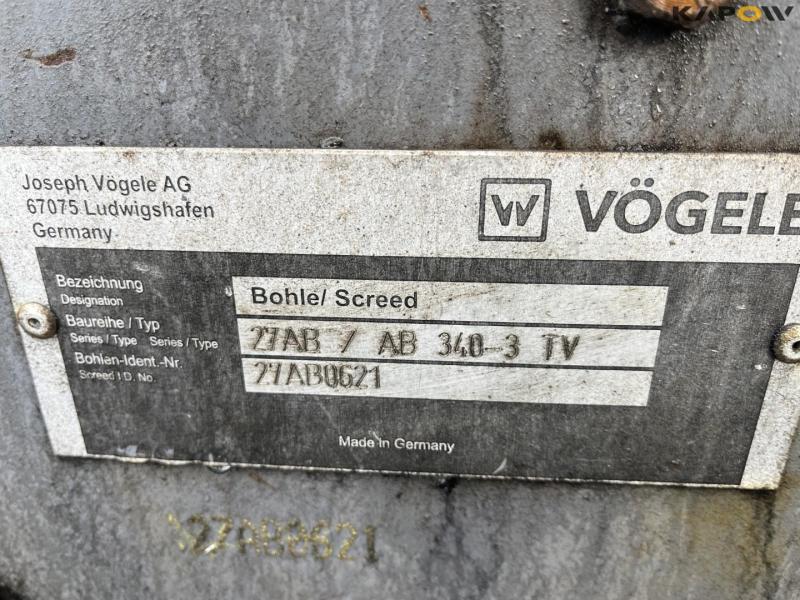 KAPOW
Joseph Vögele AG
67075 Ludwigshafen
Germany
W VÖGELE
Bezeichnung
Designation
Bohle/ Screed
Baureihe / Typ
Series / Type Series / Type
27AB / AB 340-3 TV
Bohlen-Ident.-Nr.
Screed I.D. No.
27AB0621
Made in Germany
27AB0621